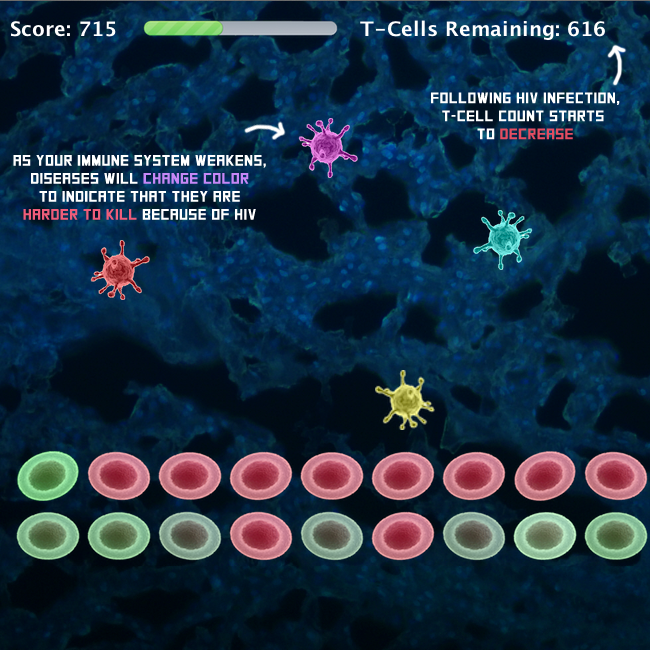 Score: 715
T-Cells Remaining: 616
FOLLOWING HIV INFECTION,
T-CELL COUNT STARTS
TO DECREASE
AS YOUR IMMUNE SYSTEM WEAKENS,
DISEASES WILL CHANGE COLOR
TO INDICATE THAT THEY ARE
HARDER TO KILL BECAUSE OF HIV